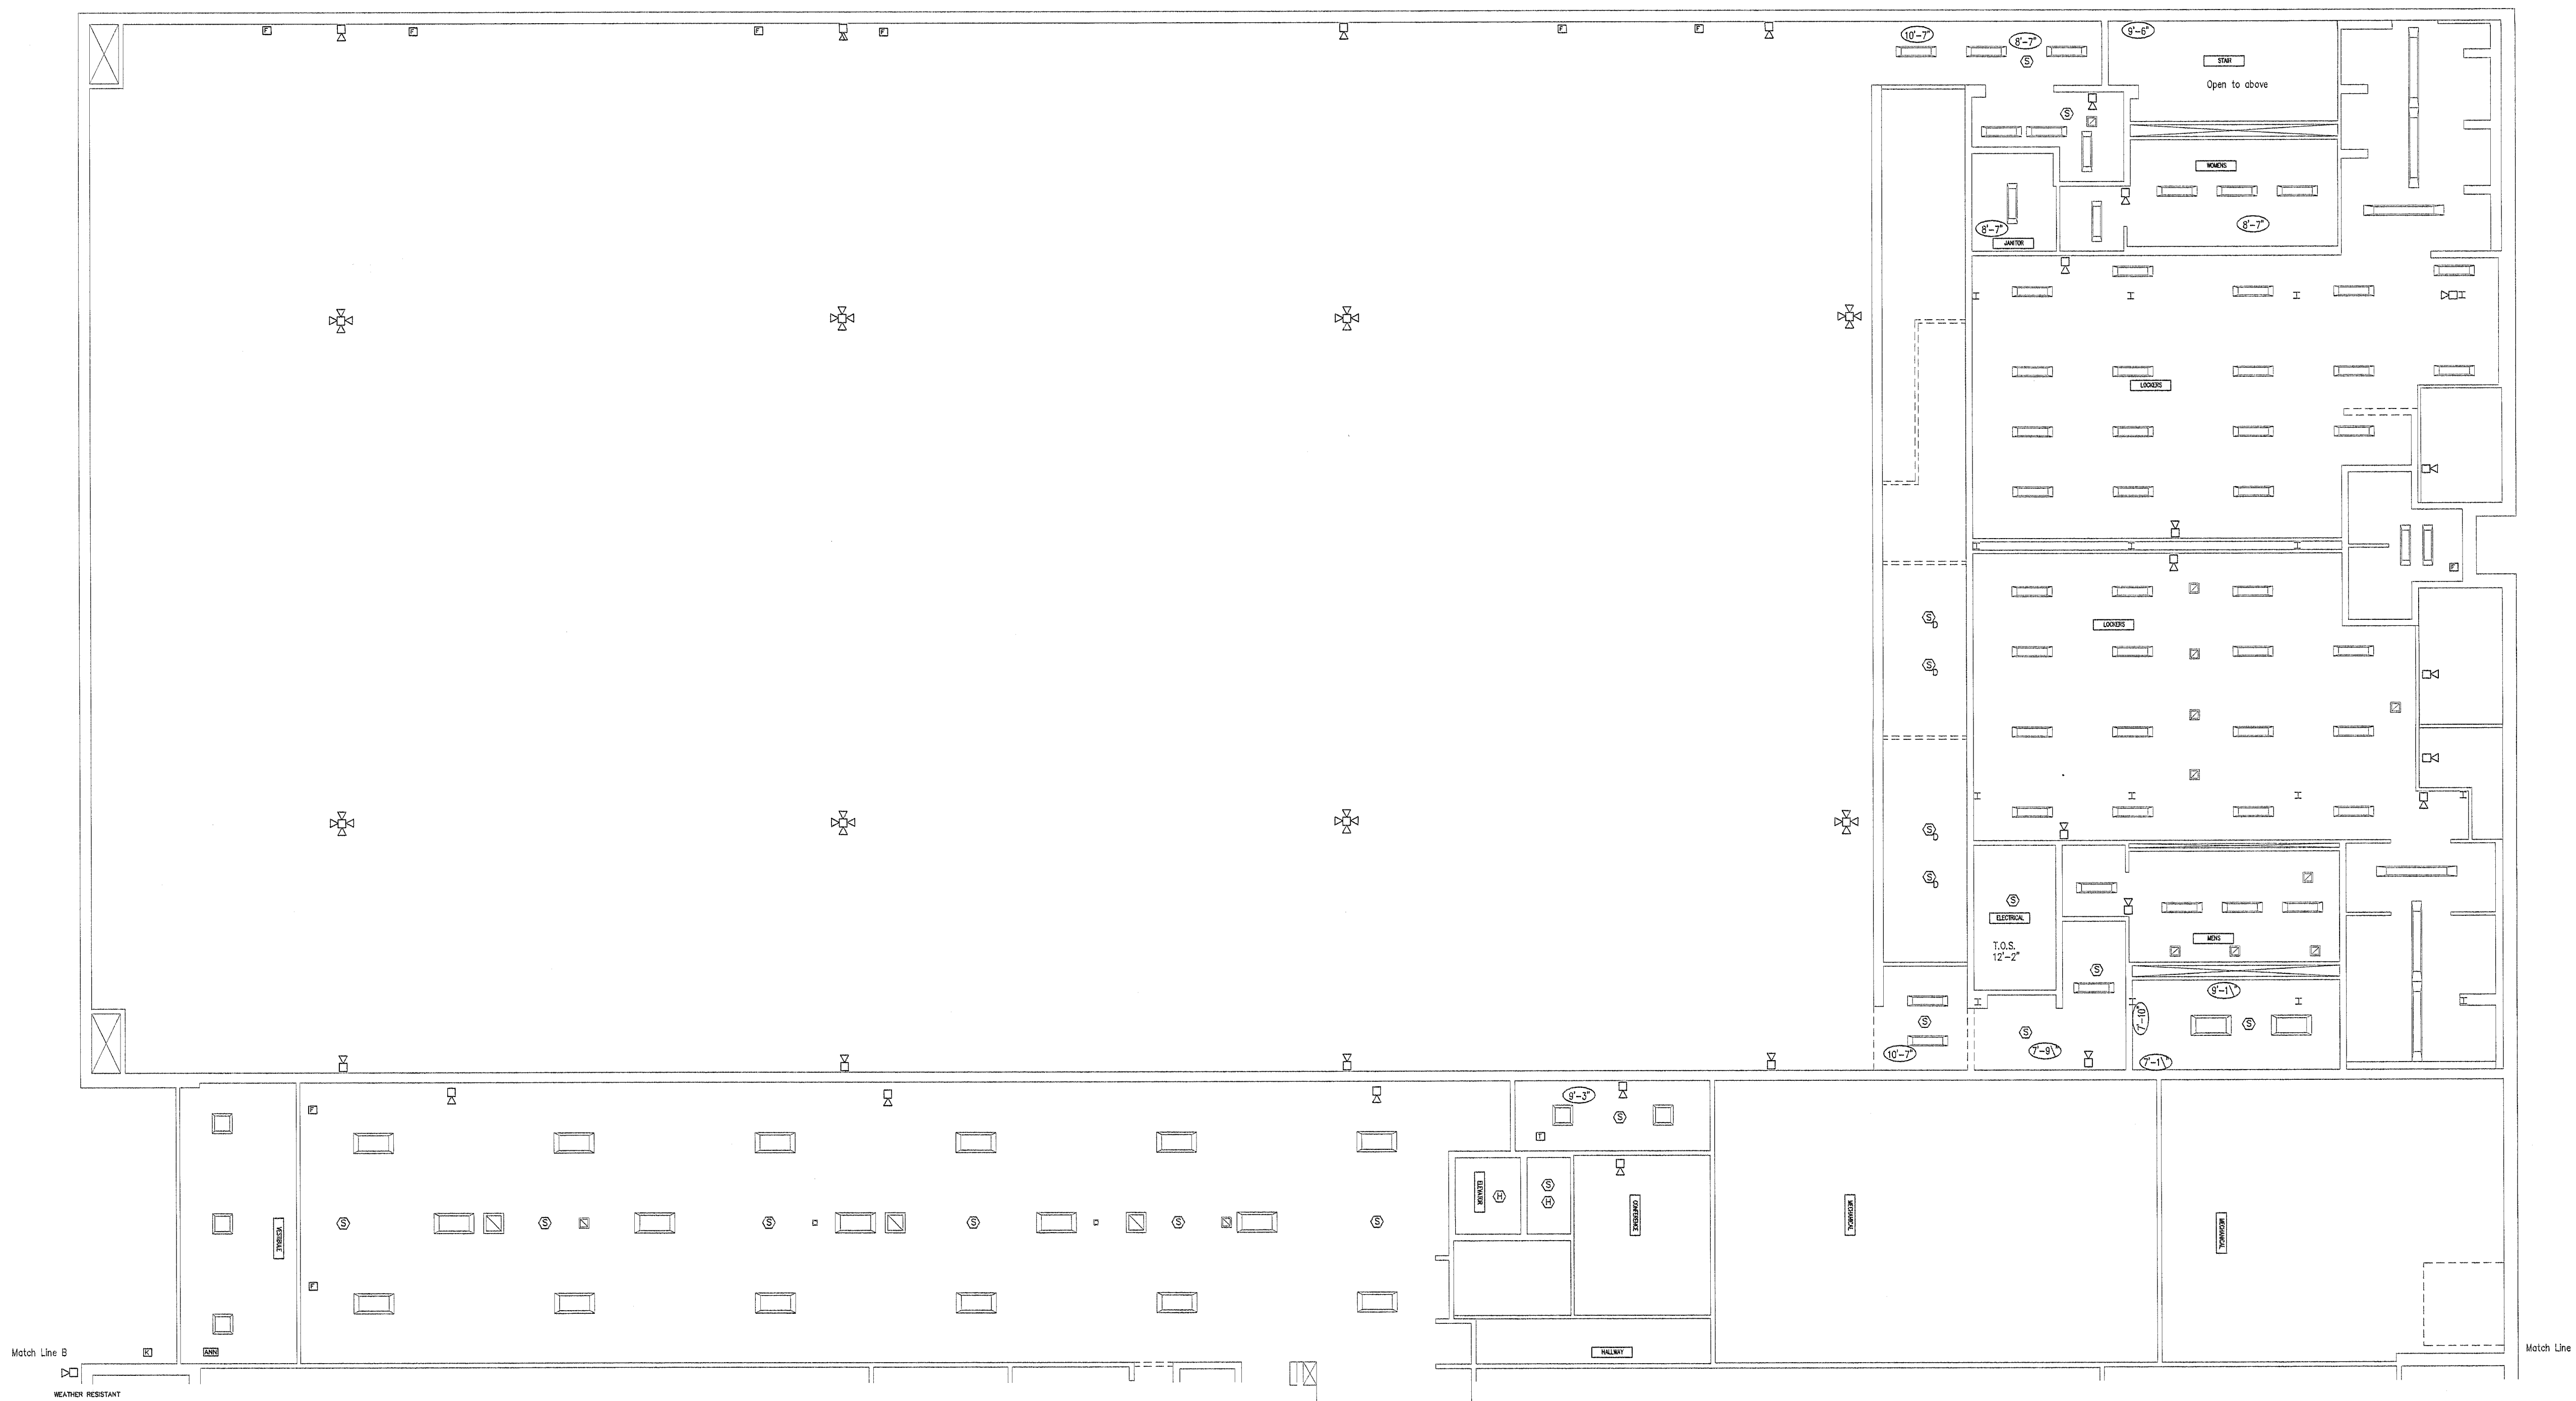 F
F
F
F
F
F
10'-7"
8'-7"
S
9'-6"
STAIR
Open to above
S
WOMENS
8'-7"
8'-7"
JANITOR
LOCKERS
F
LOCKERS
S
D
S
D
S
D
S
D
S
ELECTRICAL
T.O.S.
12'-2"
MENS
S
9'-1\"
7'-10"
S
S
S
10'-7"
7'-9\"
7'-1\"
F
9'-3"
S
T
ELEVATOR
H
S
H
CONFERENCE
MECHANICAL
MECHANICAL
VESTIBULE
S
S
S
S
S
S
F
HALLWAY
Match Line B
K
ANN
Match Line
WEATHER RESISTANT